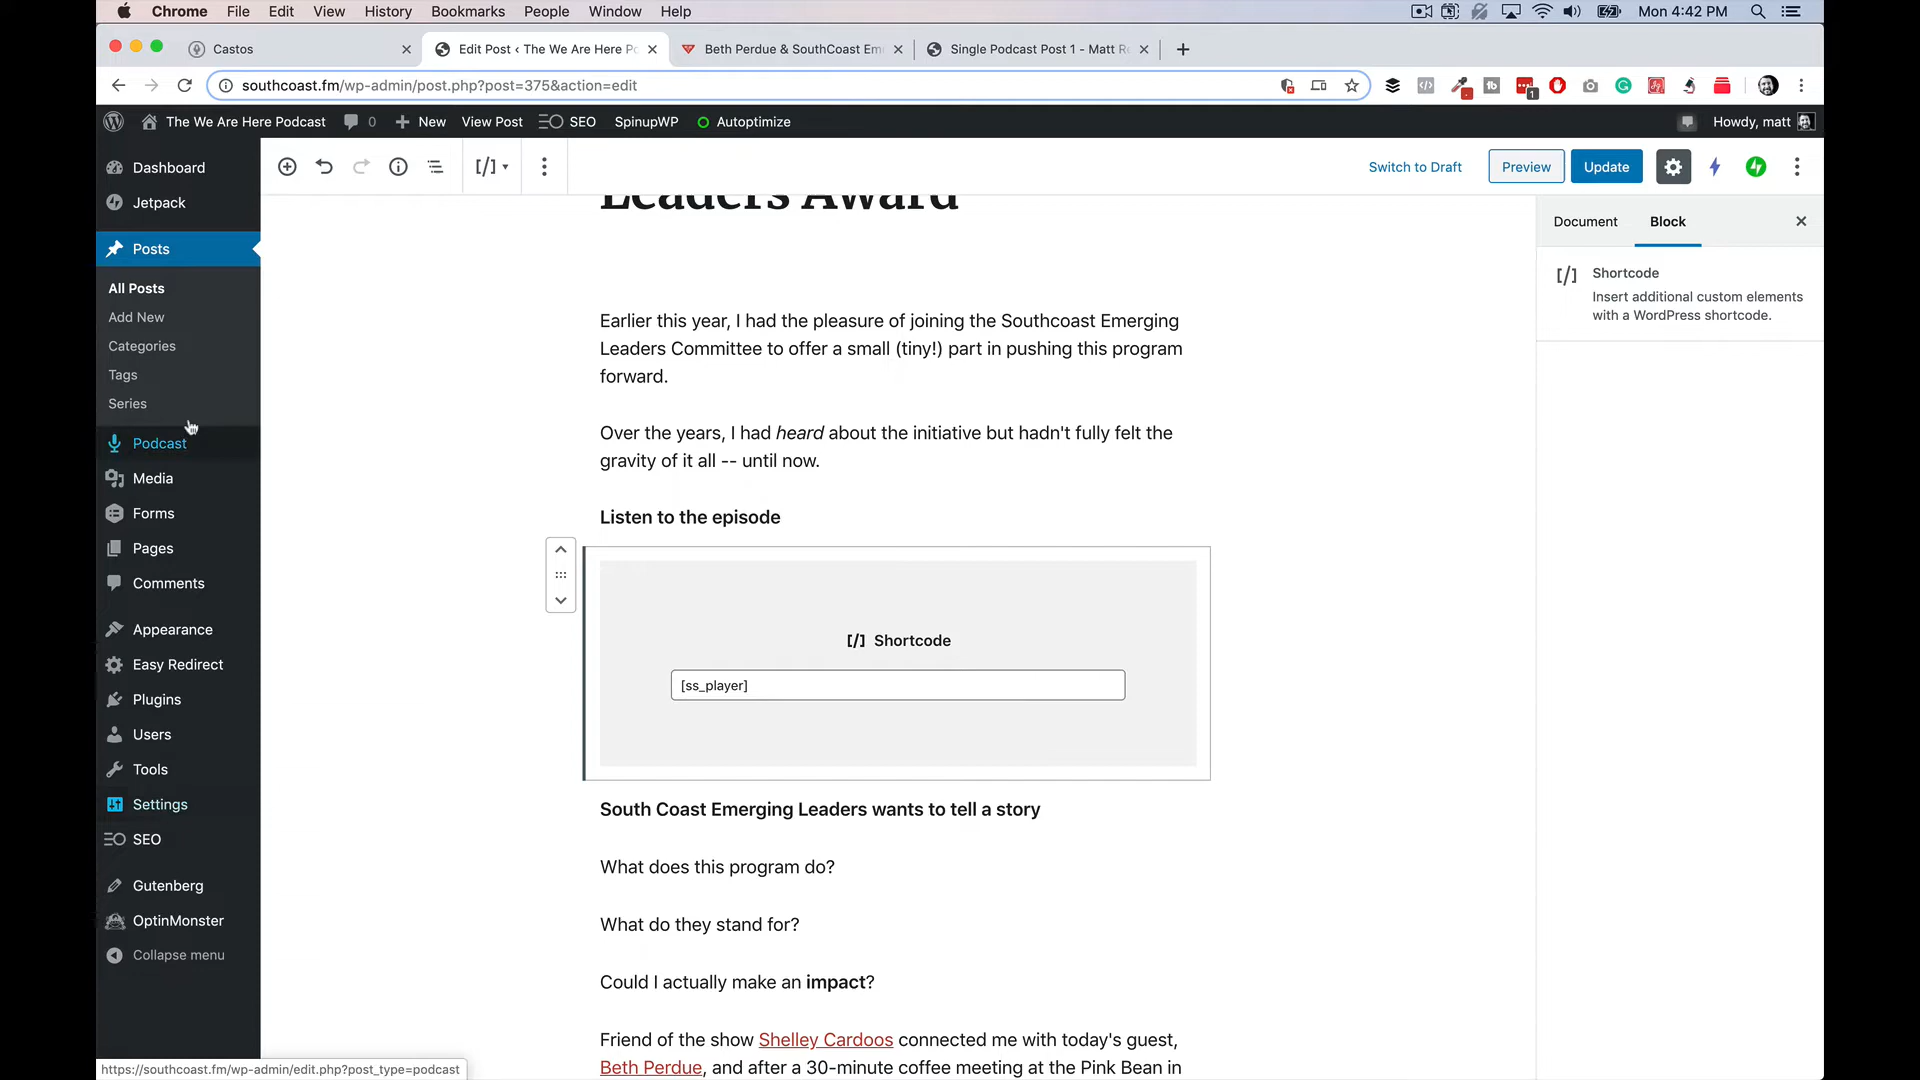 Chrome File Edit View History Bookmarks People Window Help Mon 4:42 PM
Castos Edit Post ‹ The We Are Here Po Beth Perdue & SouthCoast Em Single Podcast Post 1 - Matt Re
southcoast.fm/wp-admin/post.php?post=375&action=edit
The We Are Here Podcast 0 New View Post SEO SpinupWP Autoptimize Howdy, matt
Dashboard
Jetpack
Posts
All Posts
Add New
Categories
Tags
Series
Podcast
Media
Forms
Pages
Comments
Appearance
Easy Redirect
Plugins
Users
Tools
Settings
SEO
Gutenberg
OptinMonster
Collapse menu
https://southcoast.fm/wp-admin/edit.php?post_type=podcast
[/] Switch to Draft Preview Update
Leaders Award
Earlier this year, I had the pleasure of joining the Southcoast Emerging
Leaders Committee to offer a small (tiny!) part in pushing this program
forward.
Over the years, I had heard about the initiative but hadn't fully felt the
gravity of it all -- until now.
Listen to the episode
[/] Shortcode
[ss_player]
South Coast Emerging Leaders wants to tell a story
What does this program do?
What do they stand for?
Could I actually make an impact?
Friend of the show Shelley Cardoos connected me with today's guest,
Beth Perdue, and after a 30-minute coffee meeting at the Pink Bean in
Document Block
[/] Shortcode
Insert additional custom elements
with a WordPress shortcode.